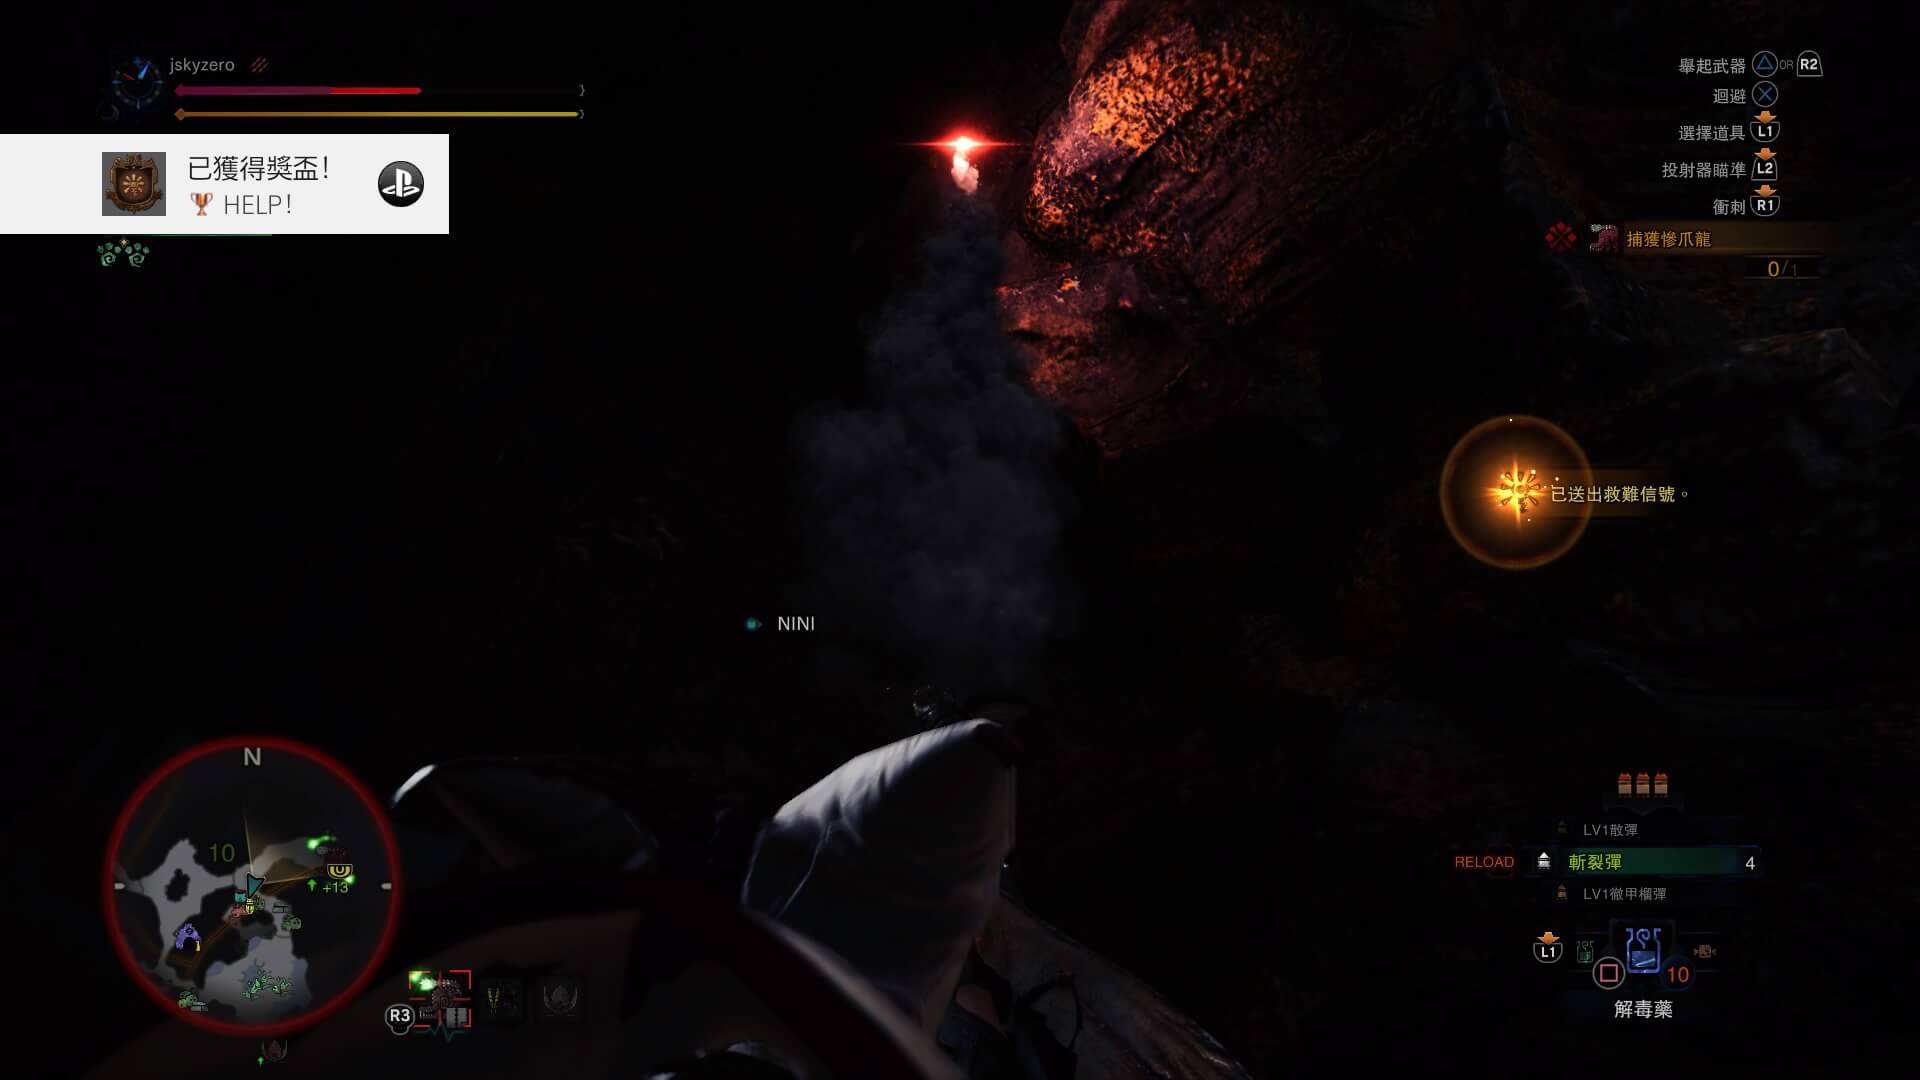 jskyzero
已獲得獎盃！
HELP！
舉起武器 OR R2
迴避
選擇道具 L1
投射器瞄準 L2
衝刺 R1
捕獲慘爪龍
0/1
已送出救難信號。
NINI
N
10
+13
R3
LV1散彈
RELOAD 斬裂彈 4
LV1徹甲榴彈
L1
10
解毒藥